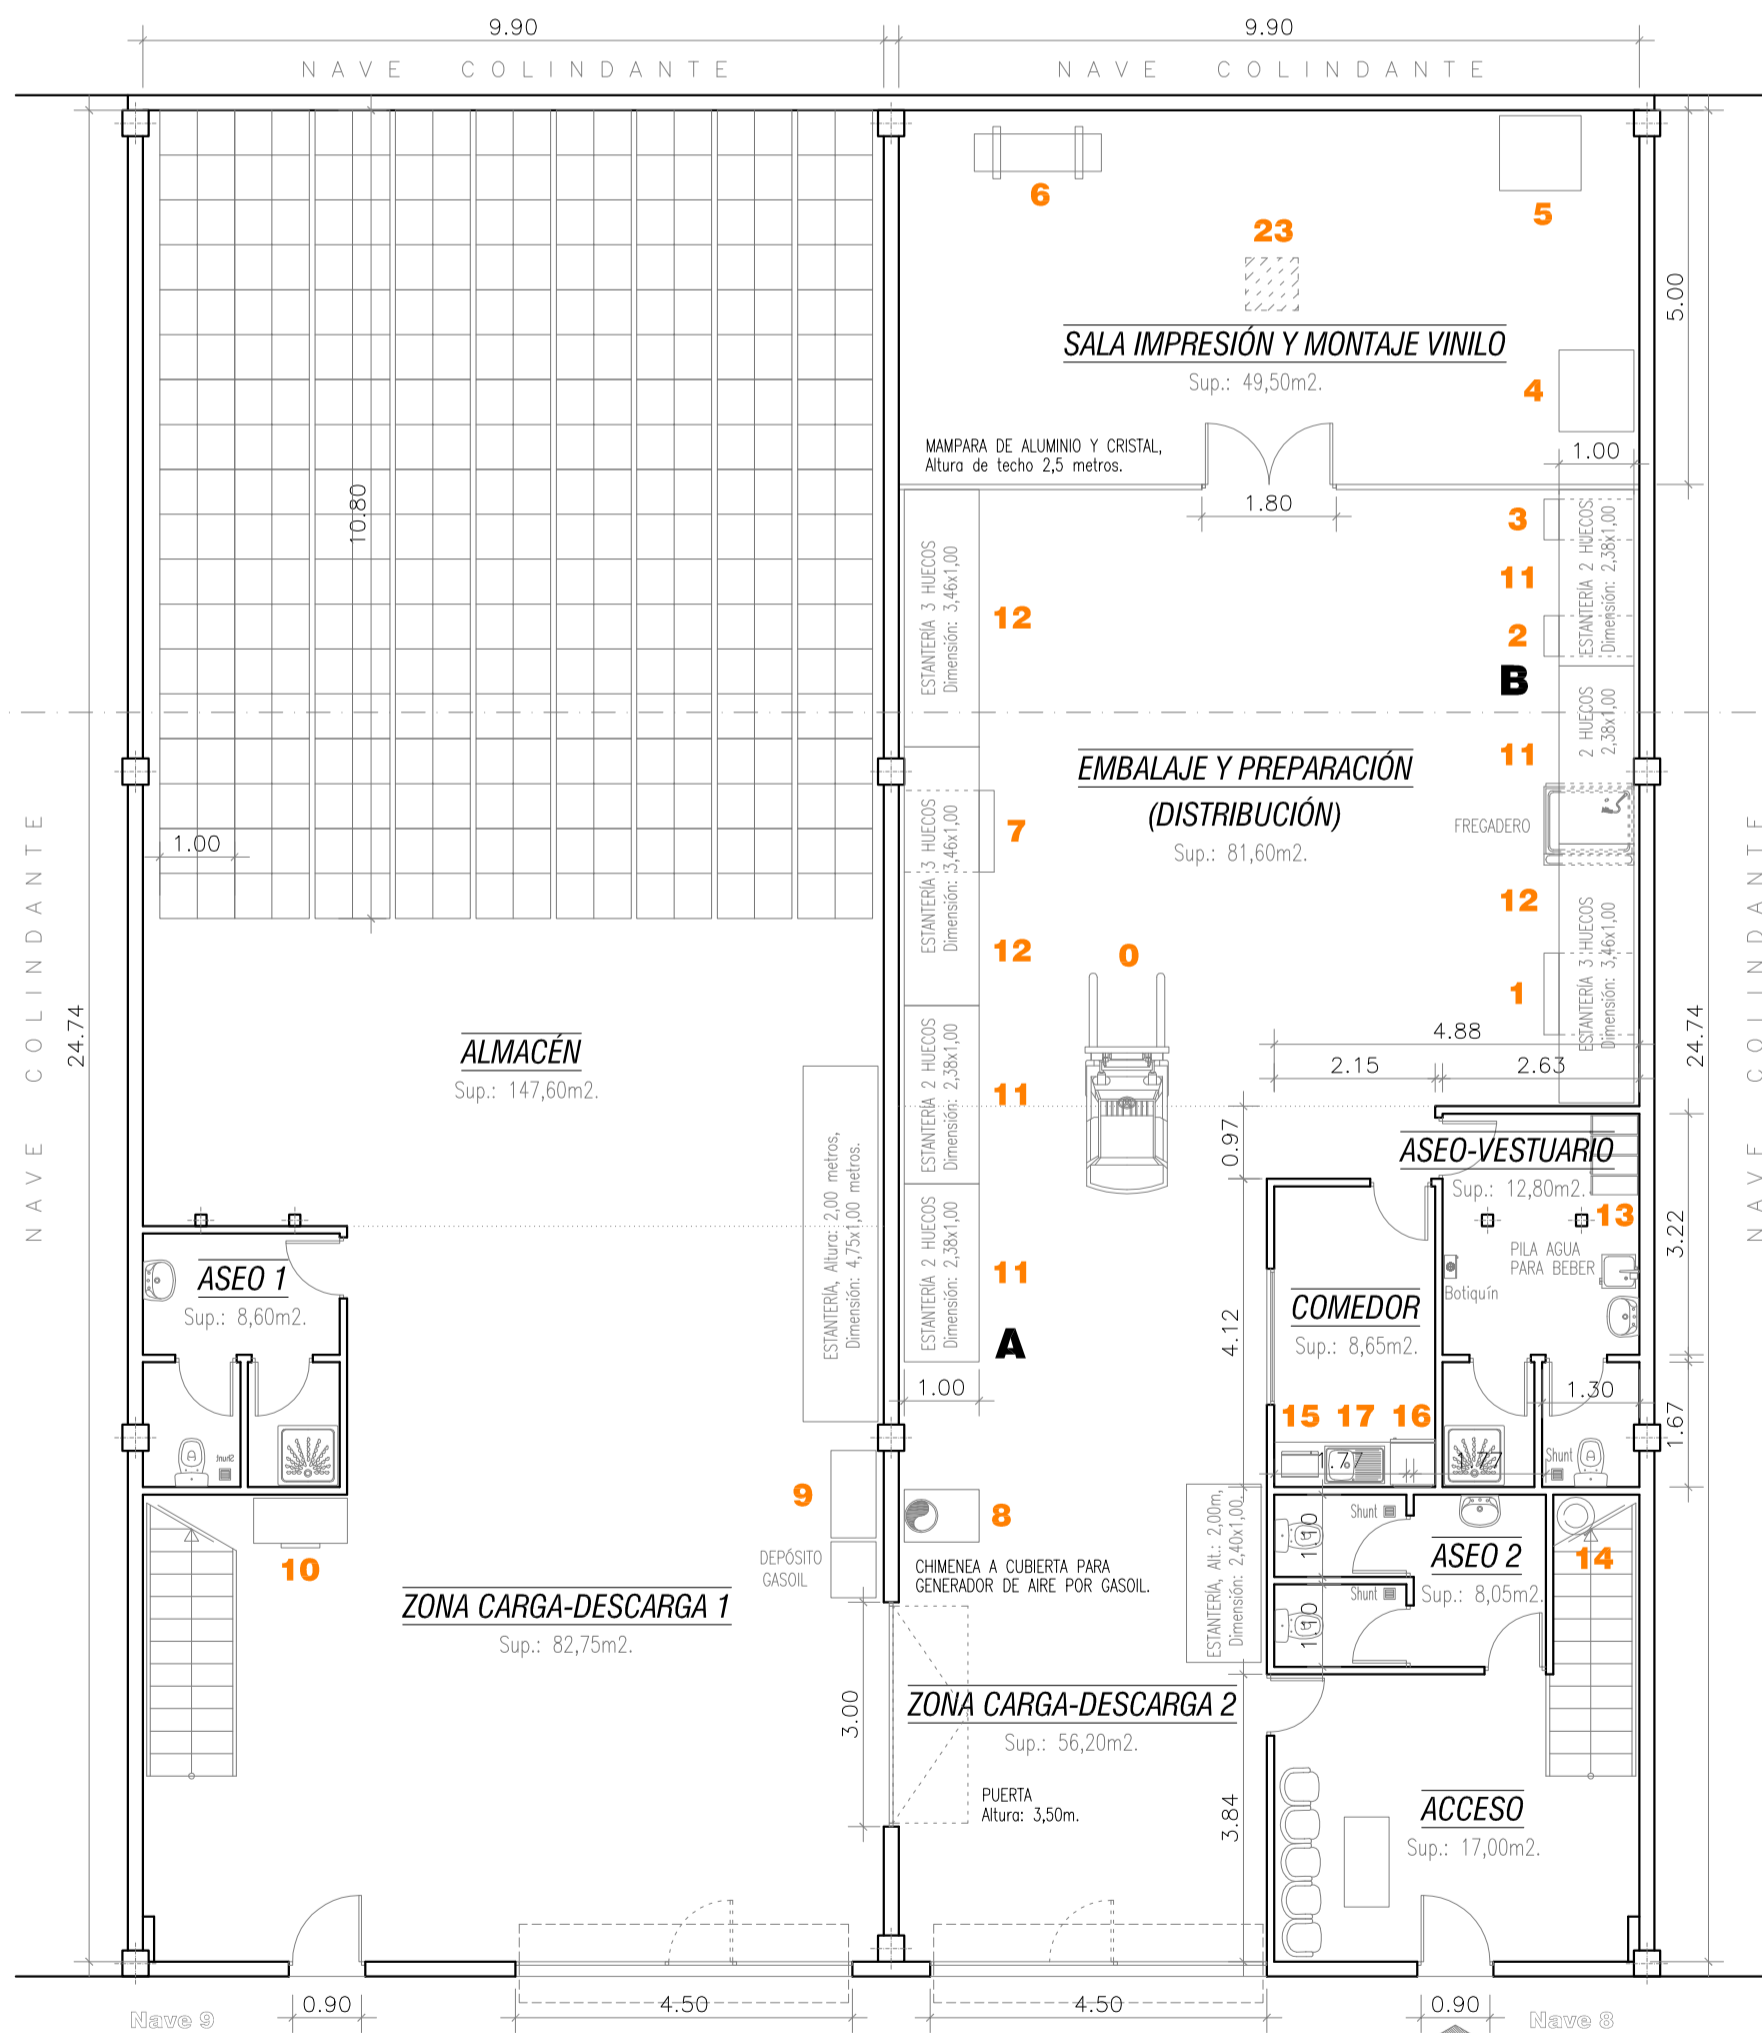 9.90
9.90
NAVE COLINDANTE
NAVE COLINDANTE
6
5
23
5.00
SALA IMPRESIÓN Y MONTAJE VINILO
Sup.: 49,50m2.
4
MAMPARA DE ALUMINIO Y CRISTAL,
Altura de techo 2,5 metros.
1.00
1.80
10.80
3
ESTANTERÍA 2 HUECOS
Dimensión: 2,38x1,00
11
ESTANTERÍA 3 HUECOS
Dimensión: 3,46x1,00
12
2
B
2 HUECOS
2,38x1,00
11
EMBALAJE Y PREPARACIÓN
(DISTRIBUCIÓN)
Sup.: 81,60m2.
FREGADERO
NAVE COLINDANTE
NAVE COLINDANTE
1.00
ESTANTERÍA 3 HUECOS
Dimensión: 3,46x1,00
7
12
12
0
ESTANTERÍA 3 HUECOS
Dimensión: 3,46x1,00
1
24.74
24.74
4.88
2.15
2.63
ALMACÉN
Sup.: 147,60m2.
ESTANTERÍA 2 HUECOS
Dimensión: 2,38x1,00
11
0.97
ASEO-VESTUARIO
Sup.: 12,80m2.
13
ESTANTERÍA, Altura: 2,00 metros,
Dimensión: 4,75x1,00 metros.
ESTANTERÍA 2 HUECOS
Dimensión: 2,38x1,00
11
3.22
PILA AGUA
PARA BEBER
Botiquín
ASEO 1
Sup.: 8,60m2.
COMEDOR
Sup.: 8,65m2.
4.12
A
1.00
1.30
15
17
16
1.67
Shunt
1.77
1.77
Shunt
9
8
DEPÓSITO
GASOIL
CHIMENEA A CUBIERTA PARA
GENERADOR DE AIRE POR GASOIL.
ESTANTERÍA, Alt.: 2,00m,
Dimensión: 2,40x1,00
1.10
Shunt
ASEO 2
Sup.: 8,05m2.
14
10
1.10
Shunt
ZONA CARGA-DESCARGA 1
Sup.: 82,75m2.
3.00
ZONA CARGA-DESCARGA 2
Sup.: 56,20m2.
PUERTA
Altura: 3,50m.
3.84
ACCESO
Sup.: 17,00m2.
Nave 9
0.90
4.50
4.50
0.90
Nave 8